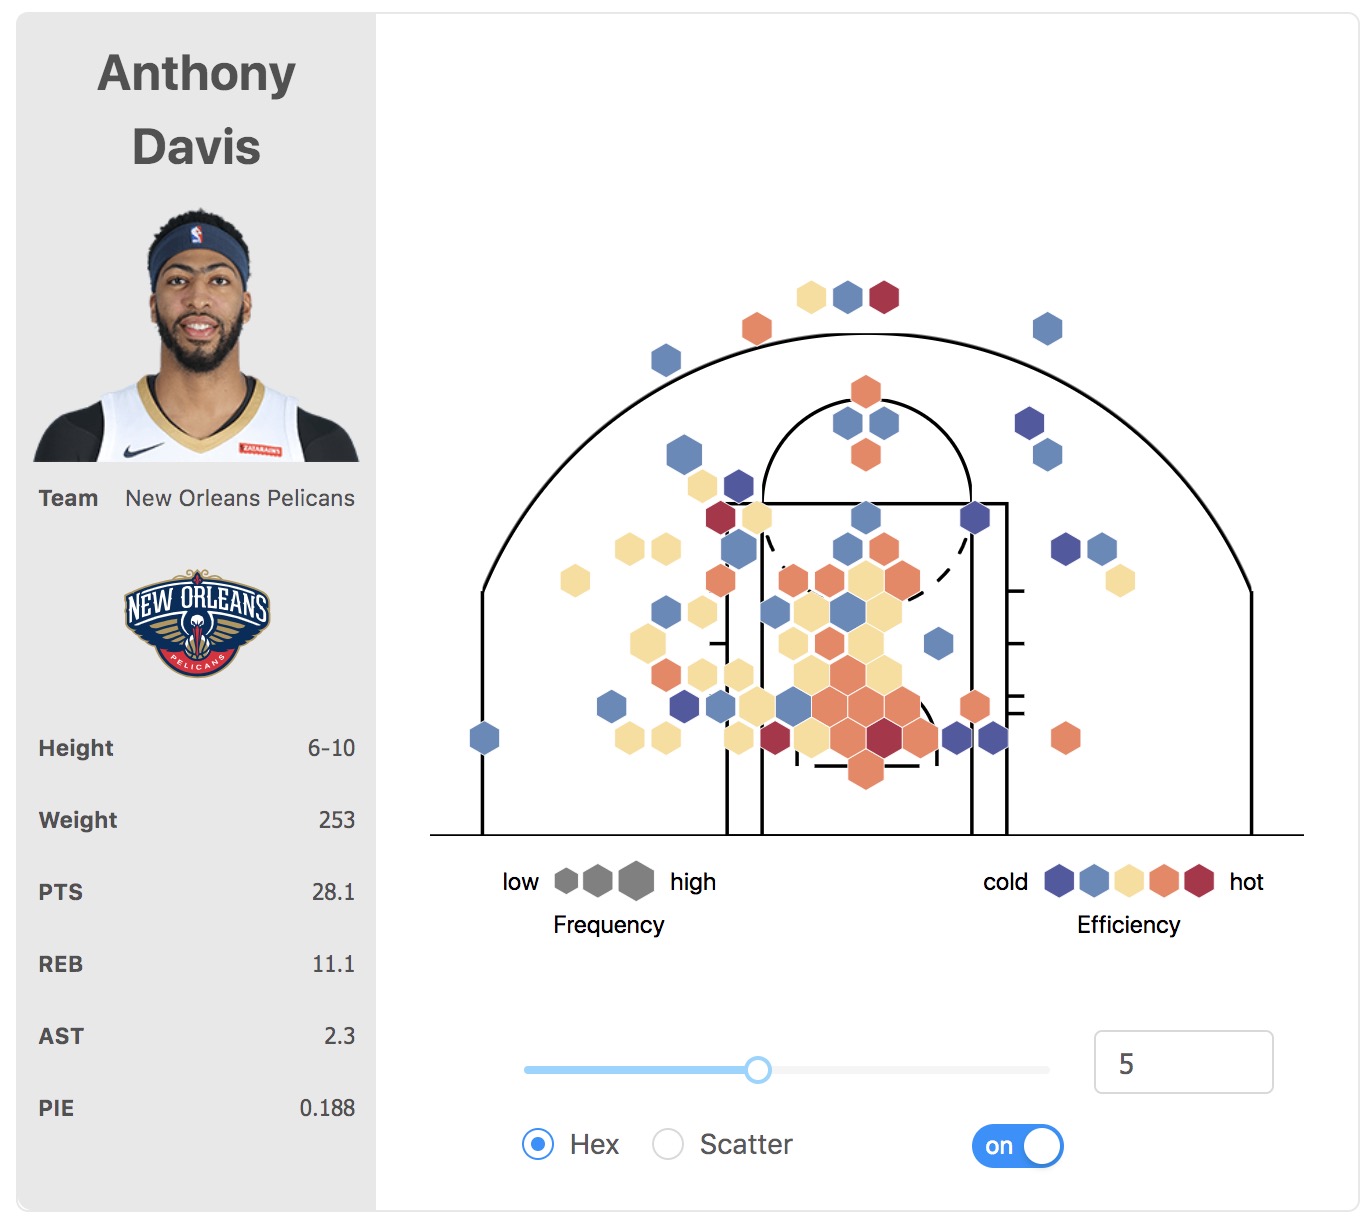 Anthony
Davis
ZATARAIN'S
Team New Orleans Pelicans
NEW ORLEANS
PELICANS
Height 6-10
Weight 253
PTS 28.1
REB 11.1
AST 2.3
PIE 0.188
low high
Frequency
cold hot
Efficiency
5
Hex Scatter on